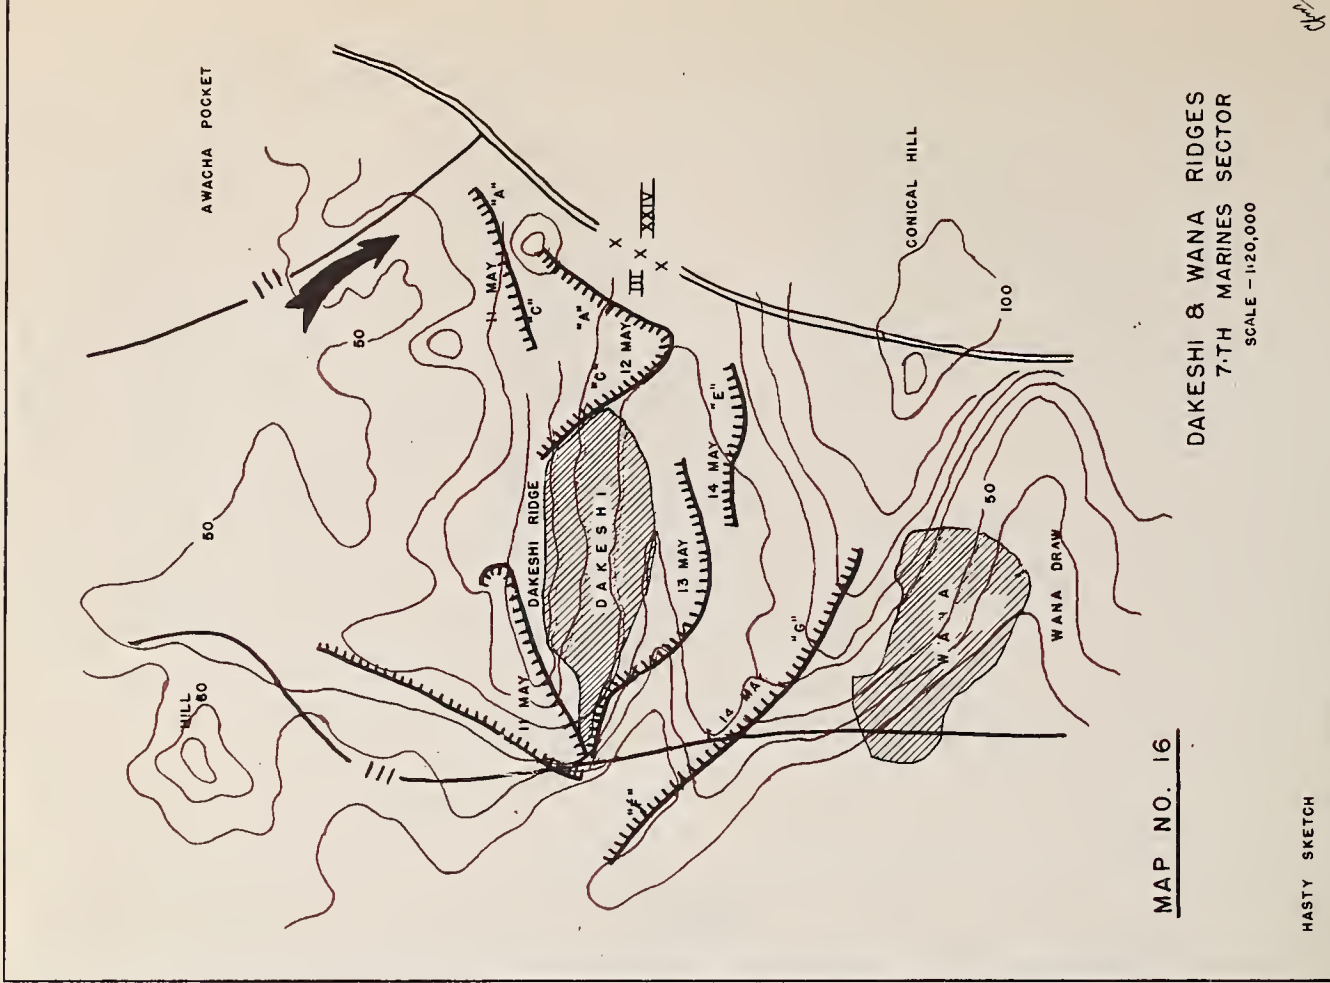 AWACHA POCKET
HILL
60
50
50
11 MAY
"A"
"C"
DAKESHI RIDGE
11 MAY
DAKESHI
"A"
"C"
12 MAY
III
XXIV
X
X
X
13 MAY
14 MAY
"E"
"F"
14 MAY
"G"
CONICAL HILL
100
50
WANA
WANA DRAW
MAP NO. 16
DAKESHI & WANA RIDGES
7·TH MARINES SECTOR
SCALE – 1:20,000
HASTY SKETCH